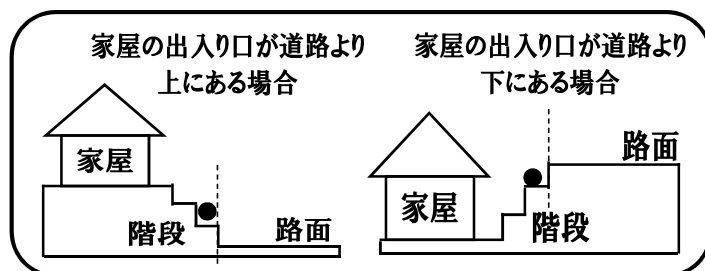 家屋の出入り口が道路より
上にある場合
家屋
階段
路面
家屋の出入り口が道路より
下にある場合
路面
家屋
階段